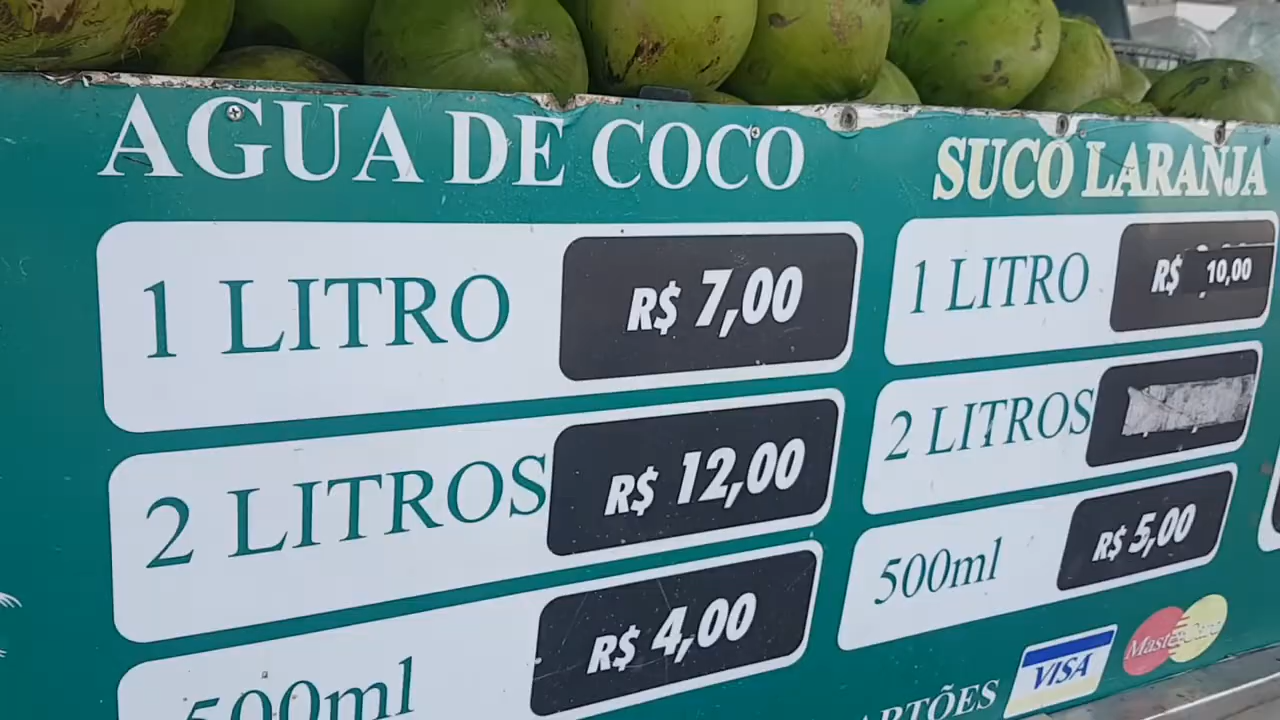 AGUA DE COCO
1 LITRO R$ 7,00
2 LITROS R$ 12,00
500ml R$ 4,00
SUCO LARANJA
1 LITRO R$ 10,00
2 LITROS
500ml R$ 5,00
VISA
MasterCard